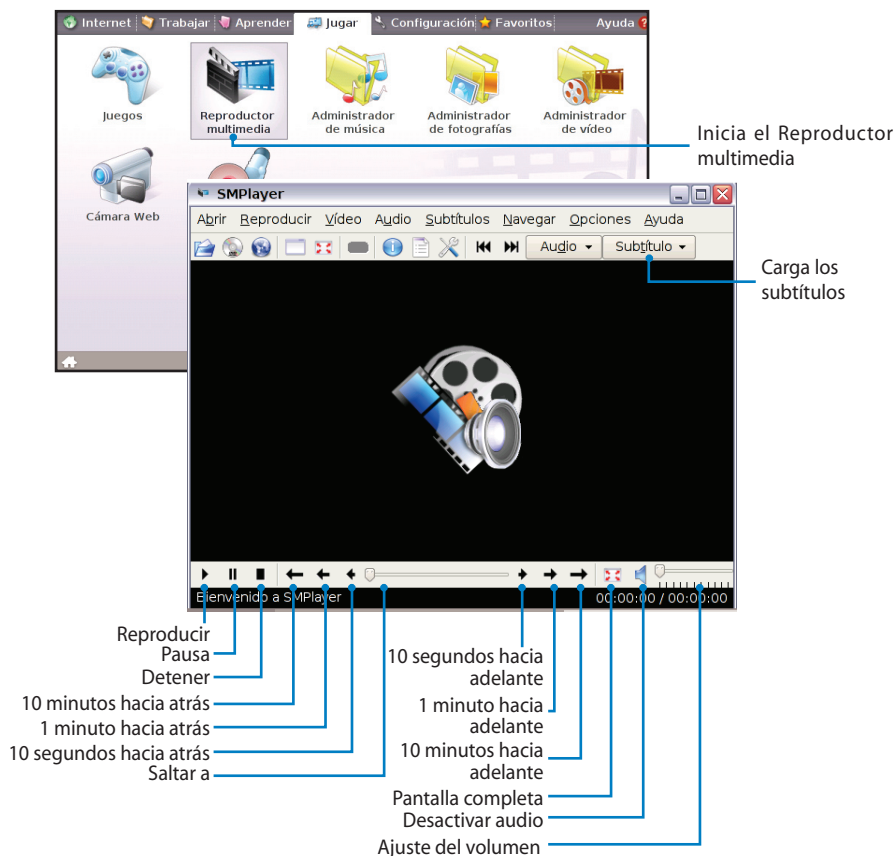 Internet Trabajar Aprender Jugar Configuración Favoritos Ayuda
Juegos
Reproductor
multimedia
Administrador
de música
Administrador
de fotografías
Administrador
de vídeo
Inicia el Reproductor
multimedia
Cámara Web
SMPlayer
Abrir Reproducir Vídeo Audio Subtítulos Navegar Opciones Ayuda
Audio Subtítulo
Carga los
subtítulos
Bienvenido a SMPlayer 00:00:00 / 00:00:00
Reproducir
Pausa
Detener
10 minutos hacia atrás
1 minuto hacia atrás
10 segundos hacia atrás
Saltar a
10 segundos hacia
adelante
1 minuto hacia
adelante
10 minutos hacia
adelante
Pantalla completa
Desactivar audio
Ajuste del volumen